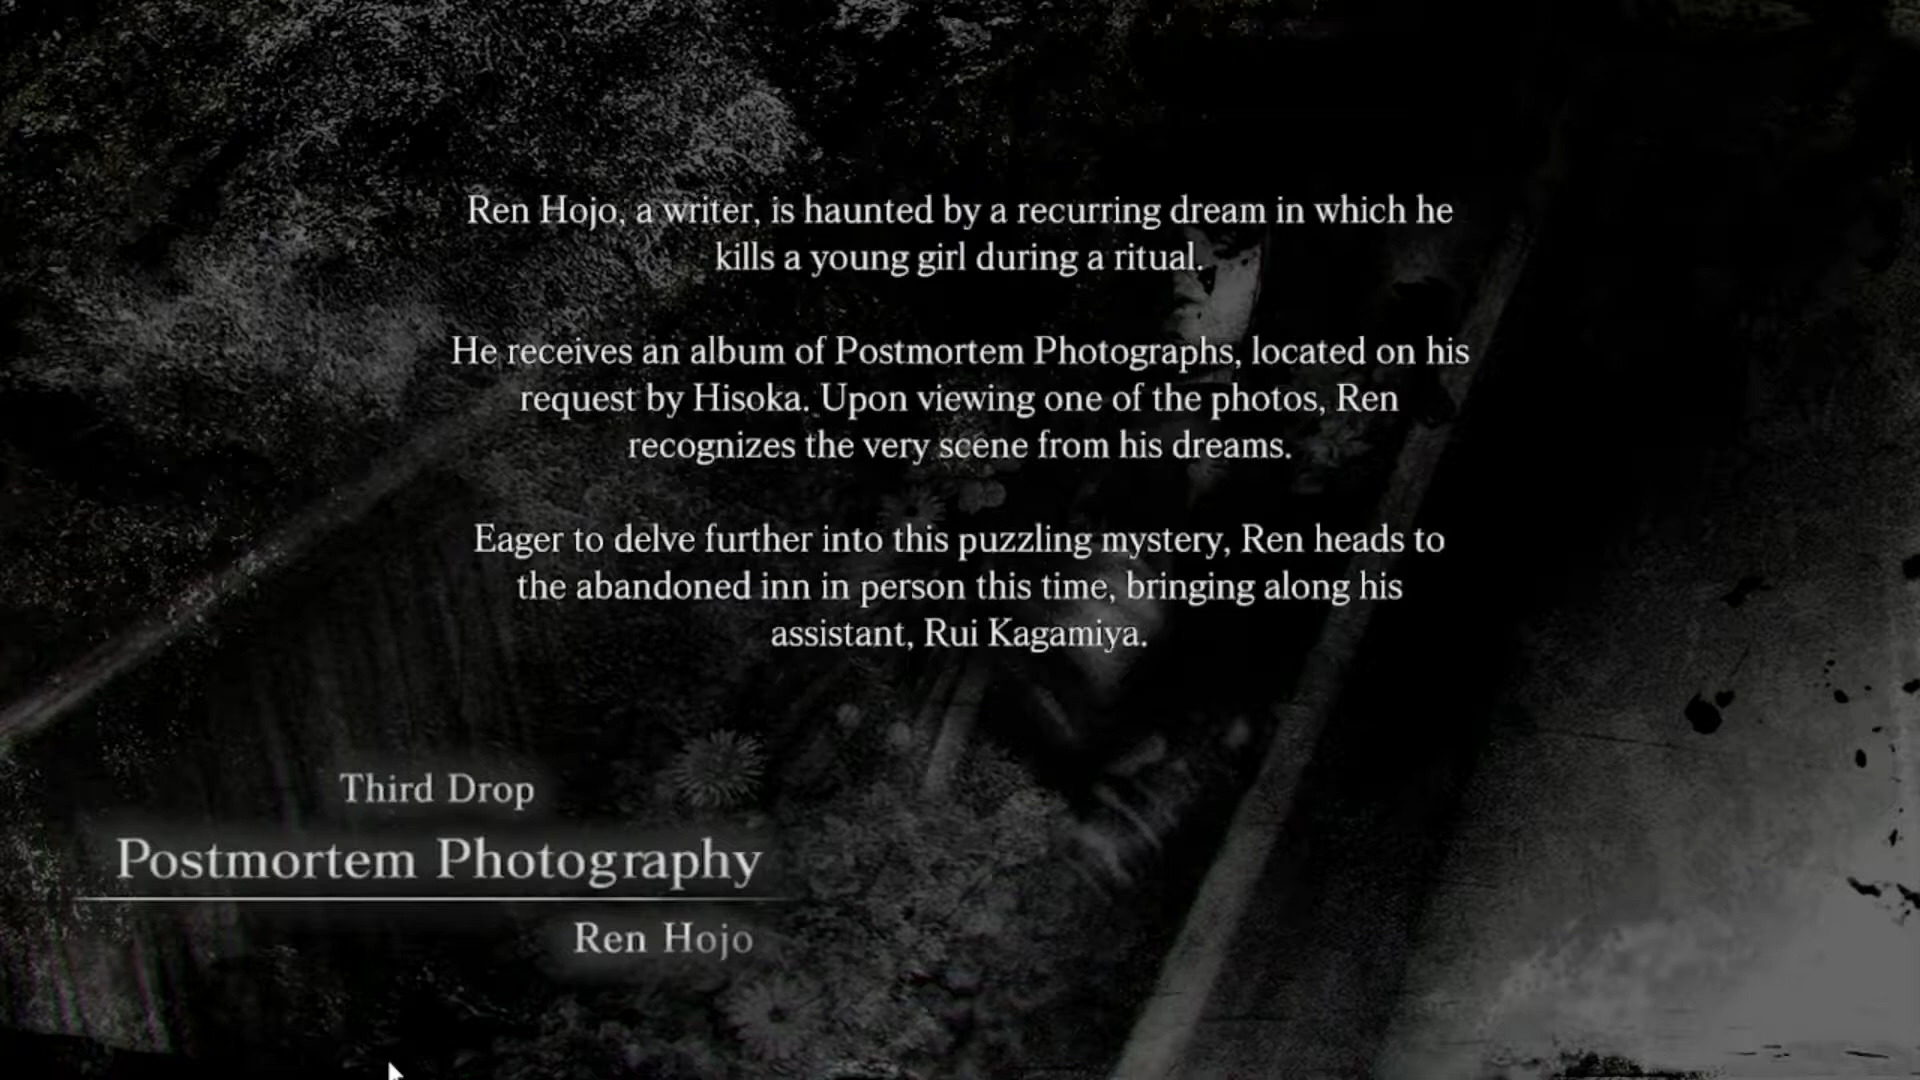 Ren Hojo, a writer, is haunted by a recurring dream in which he
kills a young girl during a ritual.
He receives an album of Postmortem Photographs, located on his
request by Hisoka. Upon viewing one of the photos, Ren
recognizes the very scene from his dreams.
Eager to delve further into this puzzling mystery, Ren heads to
the abandoned inn in person this time, bringing along his
assistant, Rui Kagamiya.
Third Drop
Postmortem Photography
Ren Hojo